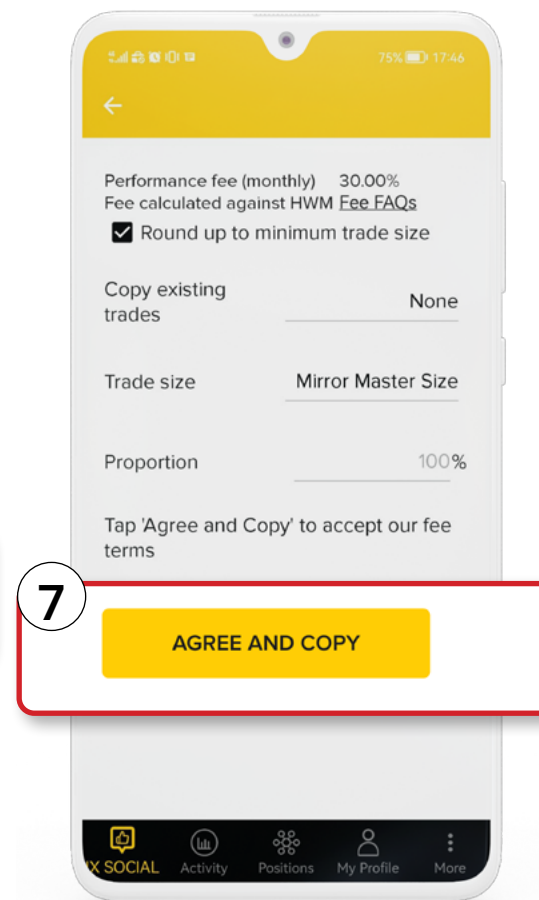 75% 17:46
Performance fee (monthly) 30.00%
Fee calculated against HWM Fee FAQs
Round up to minimum trade size
Copy existing
trades
None
Trade size
Mirror Master Size
Proportion
100%
Tap 'Agree and Copy' to accept our fee
terms
7
AGREE AND COPY
X SOCIAL
Activity
Positions
My Profile
More